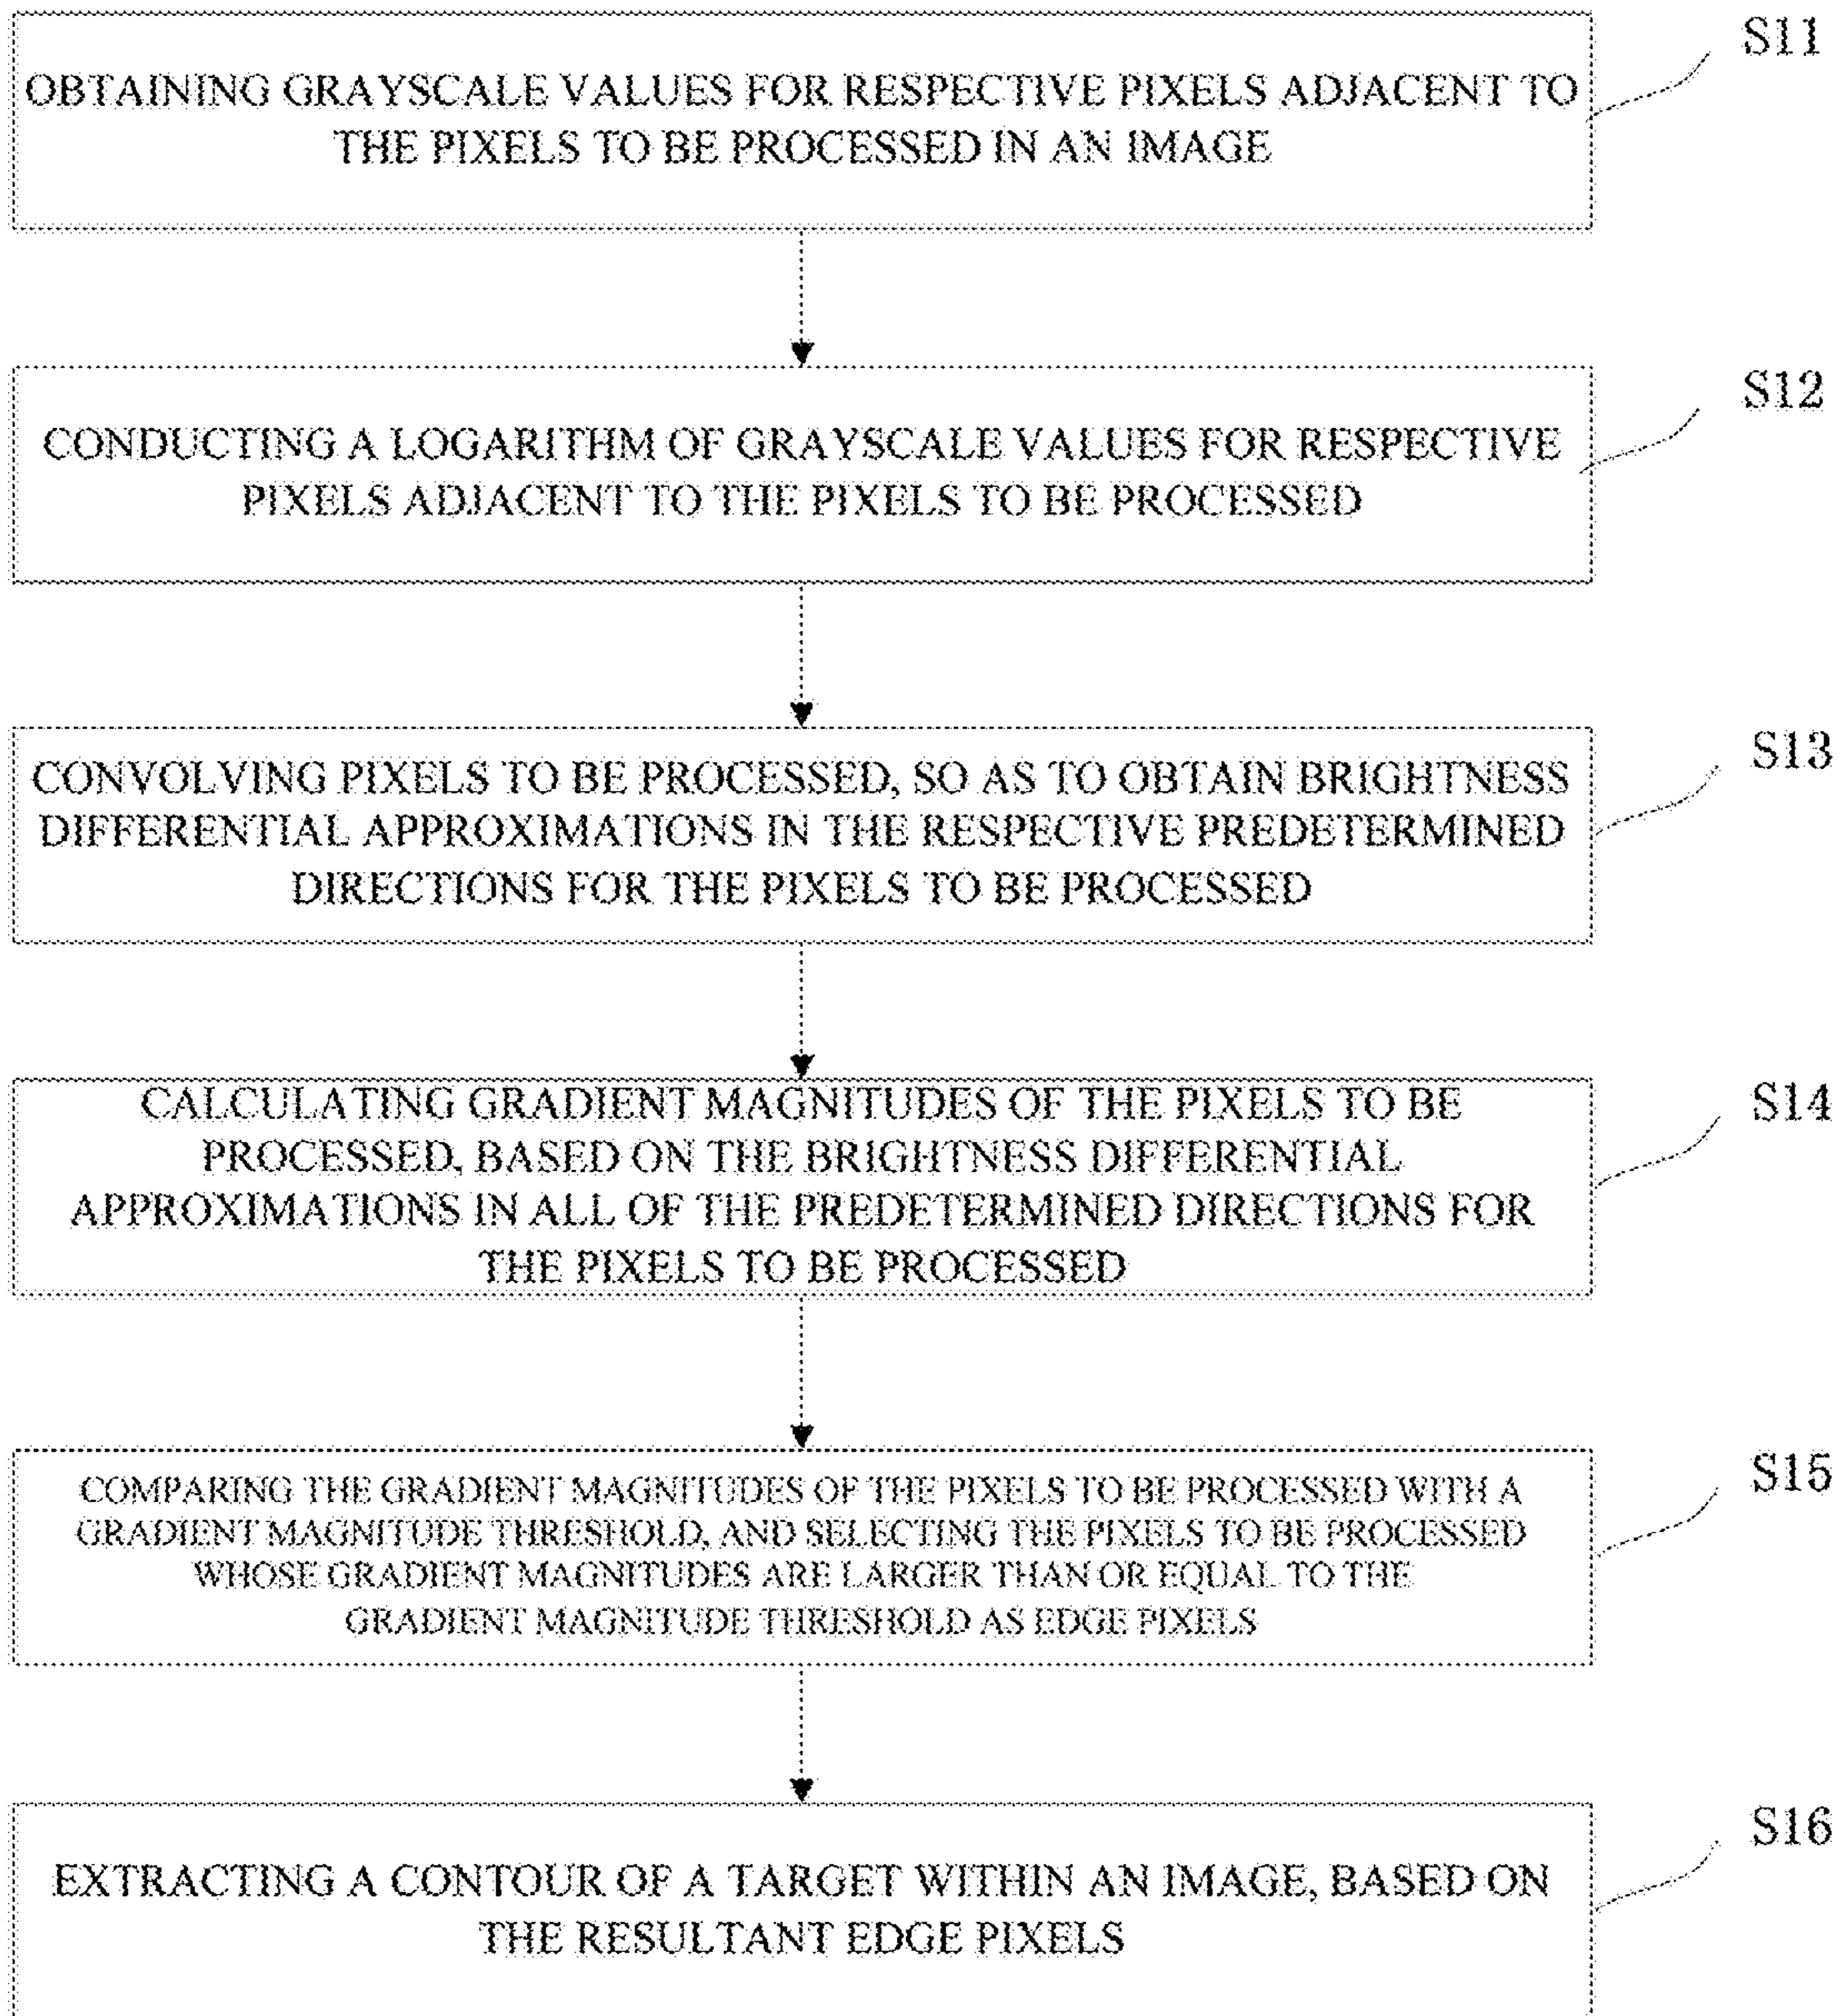 S11
OBTAINING GRAYSCALE VALUES FOR RESPECTIVE PIXELS ADJACENT TO
THE PIXELS TO BE PROCESSED IN AN IMAGE
S12
CONDUCTING A LOGARITHM OF GRAYSCALE VALUES FOR RESPECTIVE
PIXELS ADJACENT TO THE PIXELS TO BE PROCESSED
S13
CONVOLVING PIXELS TO BE PROCESSED, SO AS TO OBTAIN BRIGHTNESS
DIFFERENTIAL APPROXIMATIONS IN THE RESPECTIVE PREDETERMINED
DIRECTIONS FOR THE PIXELS TO BE PROCESSED
S14
CALCULATING GRADIENT MAGNITUDES OF THE PIXELS TO BE
PROCESSED, BASED ON THE BRIGHTNESS DIFFERENTIAL
APPROXIMATIONS IN ALL OF THE PREDETERMINED DIRECTIONS FOR
THE PIXELS TO BE PROCESSED
S15
COMPARING THE GRADIENT MAGNITUDES OF THE PIXELS TO BE PROCESSED WITH A
GRADIENT MAGNITUDE THRESHOLD, AND SELECTING THE PIXELS TO BE PROCESSED
WHOSE GRADIENT MAGNITUDES ARE LARGER THAN OR EQUAL TO THE
GRADIENT MAGNITUDE THRESHOLD AS EDGE PIXELS
S16
EXTRACTING A CONTOUR OF A TARGET WITHIN AN IMAGE, BASED ON
THE RESULTANT EDGE PIXELS